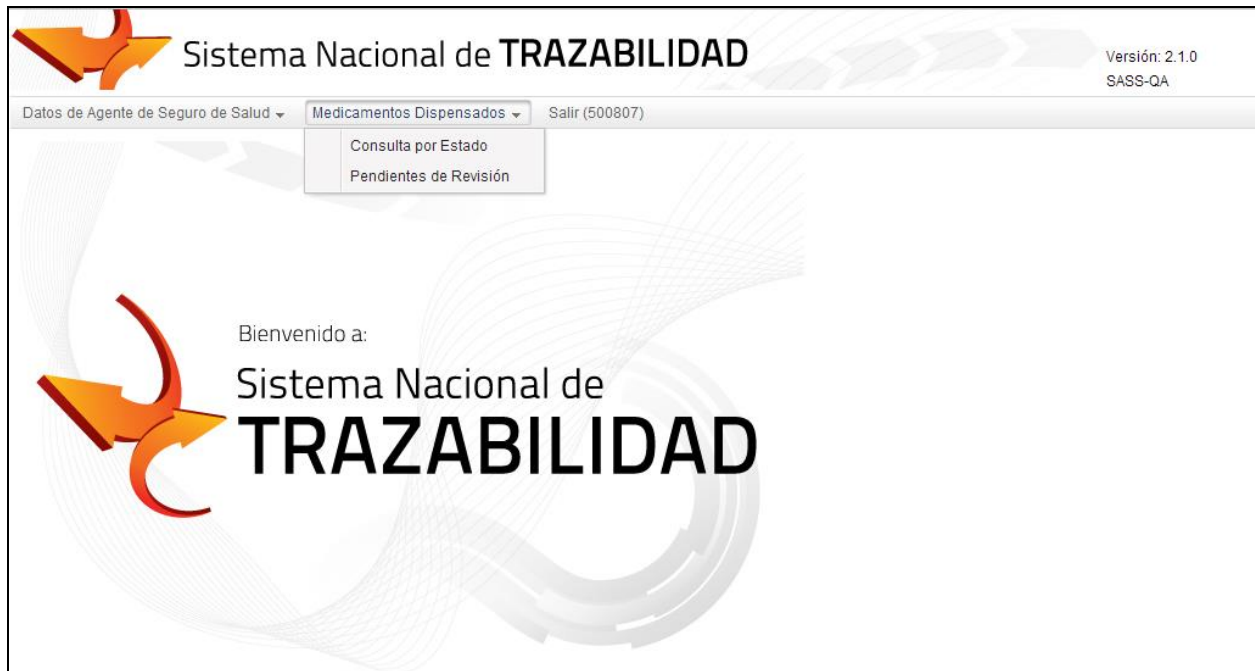 Sistema Nacional de TRAZABILIDAD
Versión: 2.1.0
SASS-QA
Datos de Agente de Seguro de Salud
Medicamentos Dispensados
Salir (500807)
Consulta por Estado
Pendientes de Revisión
Bienvenido a:
Sistema Nacional de
TRAZABILIDAD